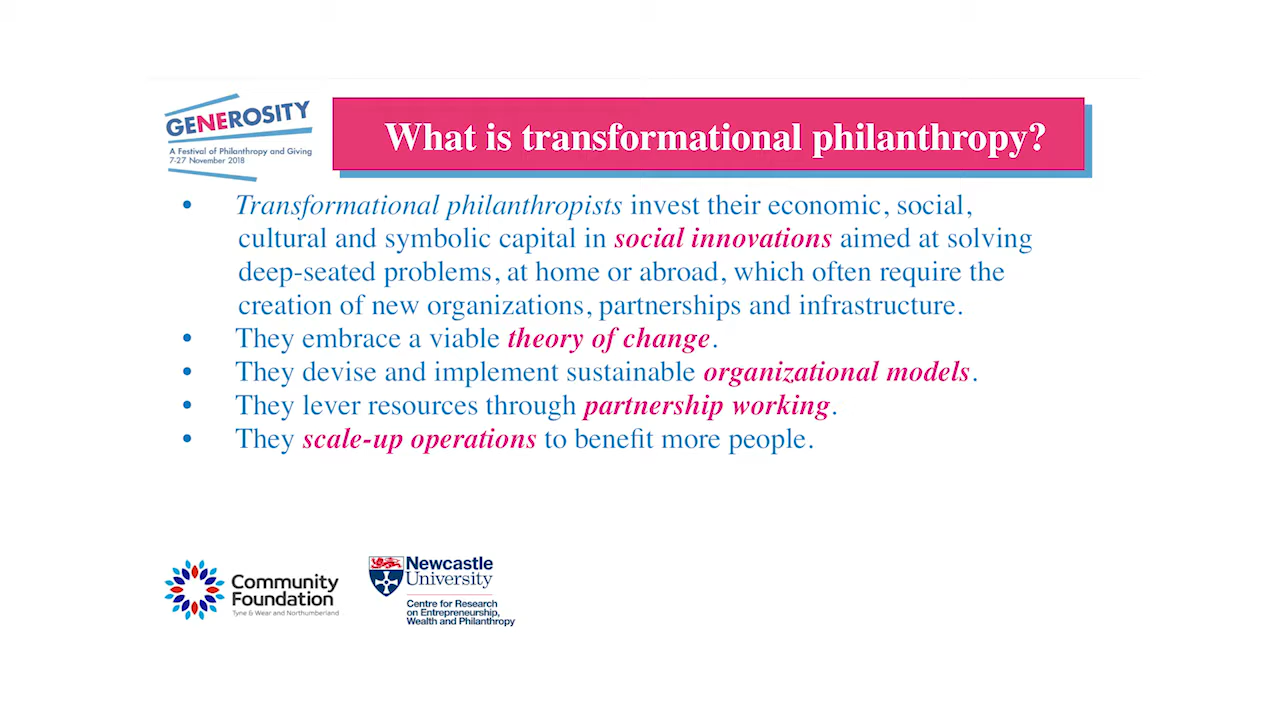 GENEROSITY
A Festival of Philanthropy and Giving
7-27 November 2018
What is transformational philanthropy?
• Transformational philanthropists invest their economic, social,
cultural and symbolic capital in social innovations aimed at solving
deep-seated problems, at home or abroad, which often require the
creation of new organizations, partnerships and infrastructure.
• They embrace a viable theory of change.
• They devise and implement sustainable organizational models.
• They lever resources through partnership working.
• They scale-up operations to benefit more people.
Community
Foundation
Tyne & Wear and Northumberland
Newcastle
University
Centre for Research
on Entrepreneurship,
Wealth and Philanthropy